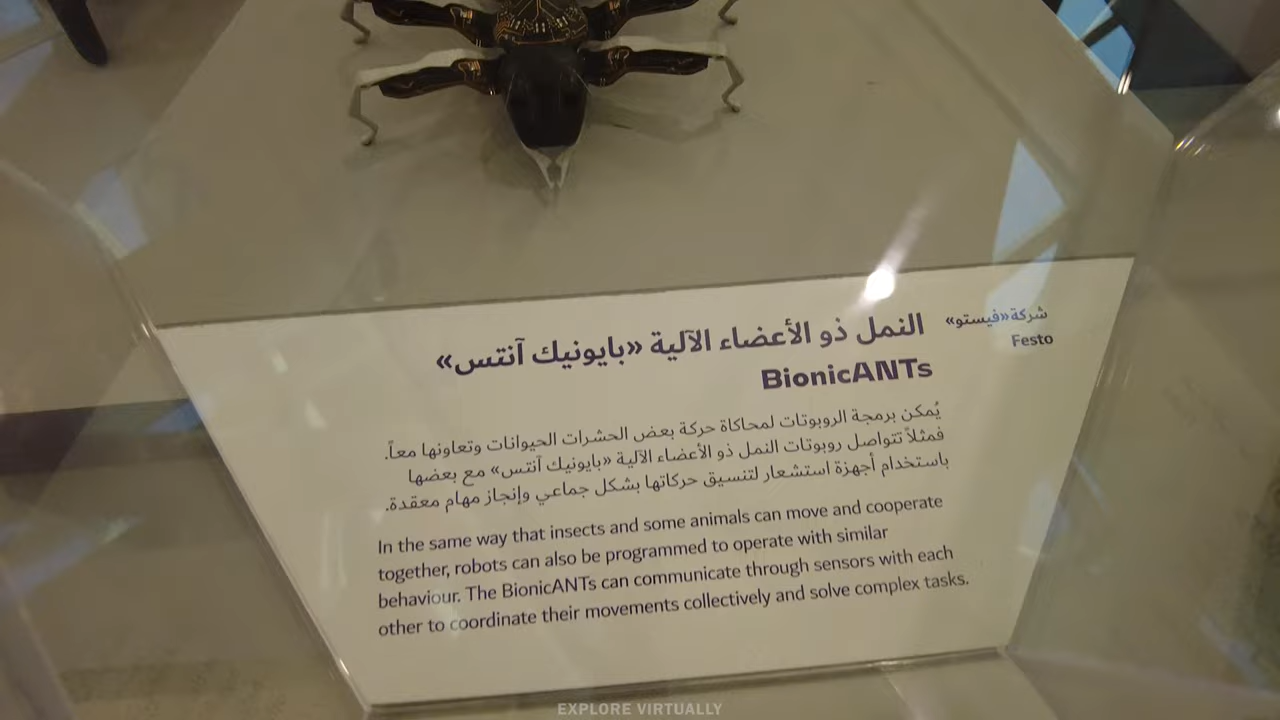 شركة «فيستو»
Festo
النمل ذو الأعضاء الآلية «بايونيك آنتس»
BionicANTs
يُمكن برمجة الروبوتات لمحاكاة حركة بعض الحشرات الحيوانات وتعاونها معاً.
فمثلاً تتواصل روبوتات النمل ذو الأعضاء الآلية «بايونيك آنتس» مع بعضها
باستخدام أجهزة استشعار لتنسيق حركاتها بشكل جماعي وإنجاز مهام معقدة.
In the same way that insects and some animals can move and cooperate
together, robots can also be programmed to operate with similar
behaviour. The BionicANTs can communicate through sensors with each
other to coordinate their movements collectively and solve complex tasks.
EXPLORE VIRTUALLY